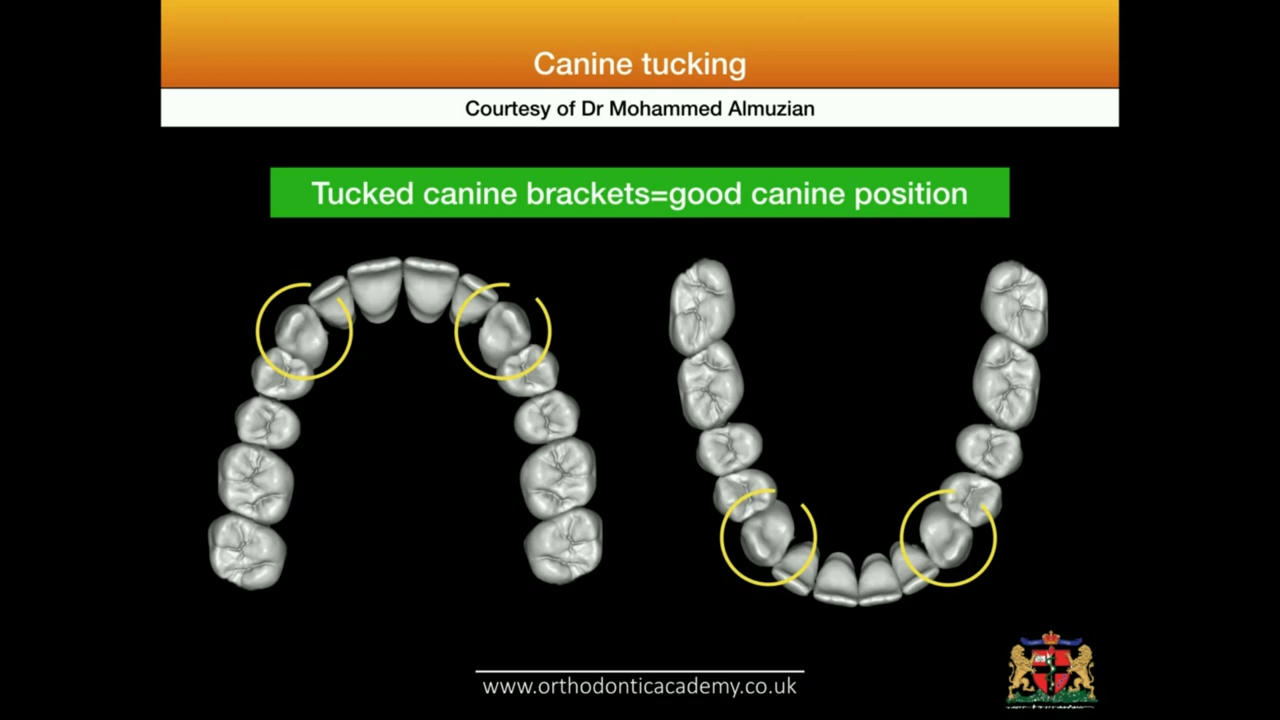 Canine tucking
Courtesy of Dr Mohammed Almuzian
Tucked canine brackets=good canine position
www.orthodonticacademy.co.uk